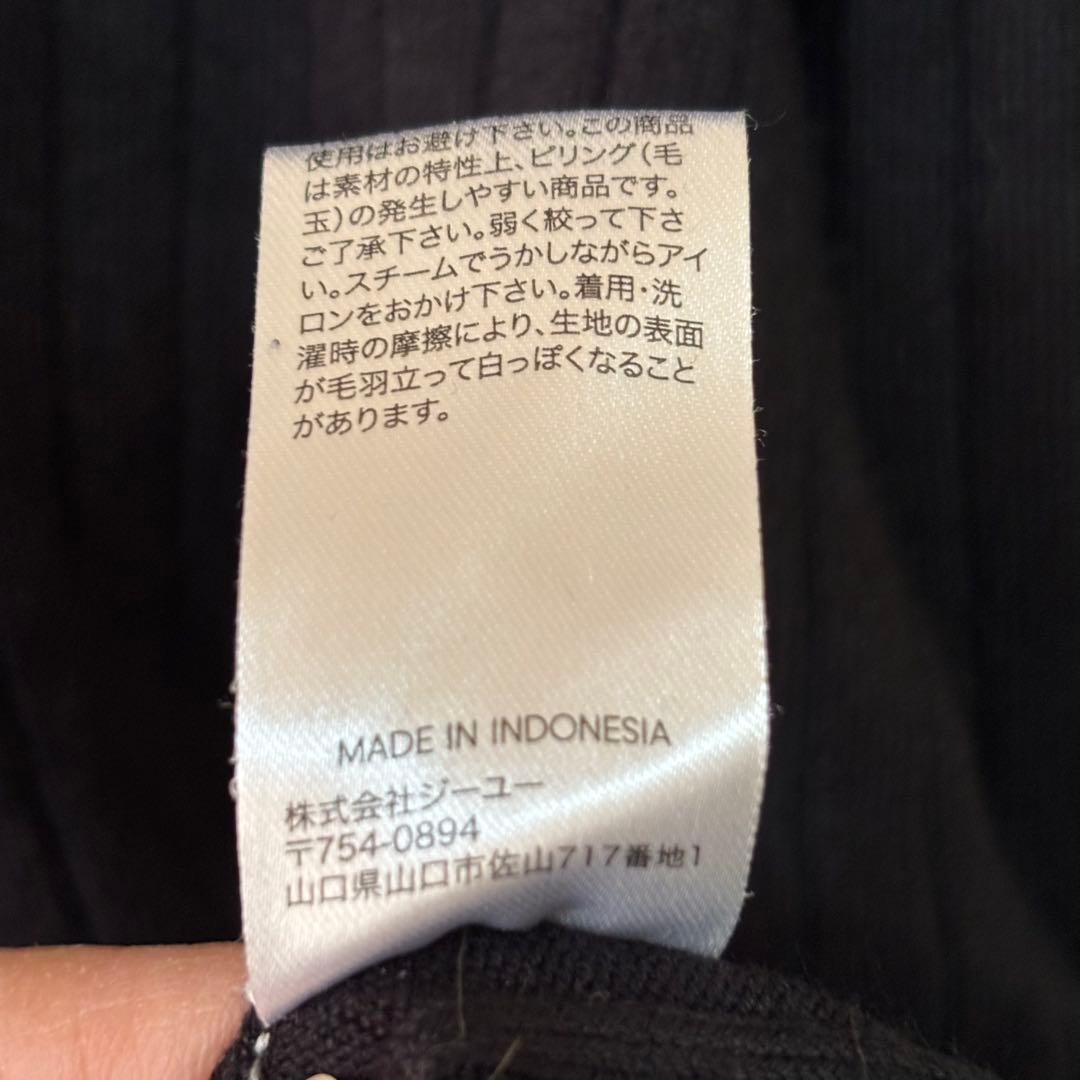 使用はお避け下さい。この商品
は素材の特性上、ピリング(毛
玉)の発生しやすい商品です。
ご了承下さい。弱く絞って下さ
い。スチームでうかしながらアイ
ロンをおかけ下さい。着用・洗
濯時の摩擦により、生地の表面
が毛羽立って白っぽくなること
があります。
MADE IN INDONESIA
株式会社ジーユー
〒754-0894
山口県山口市佐山717番地1